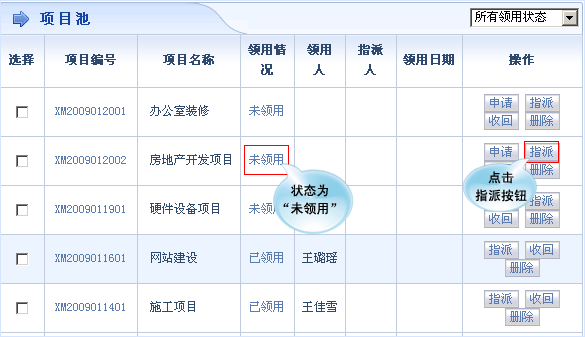 项目池
所有领用状态
选择 项目编号 项目名称 领用情况 领用人 指派人 领用日期 操作
XM2009012001 办公室装修 未领用 申请 指派
收回 删除
XM2009012002 房地产开发项目 未领用 申请 指派
删除
状态为
“未领用”
点击
指派按钮
XM2009011901 硬件设备项目 未领 指派
收回 删除
XM2009011601 网站建设 已领用 王璐瑶 指派 收回
删除
XM2009011401 施工项目 已领用 王佳雪 指派 收回
删除